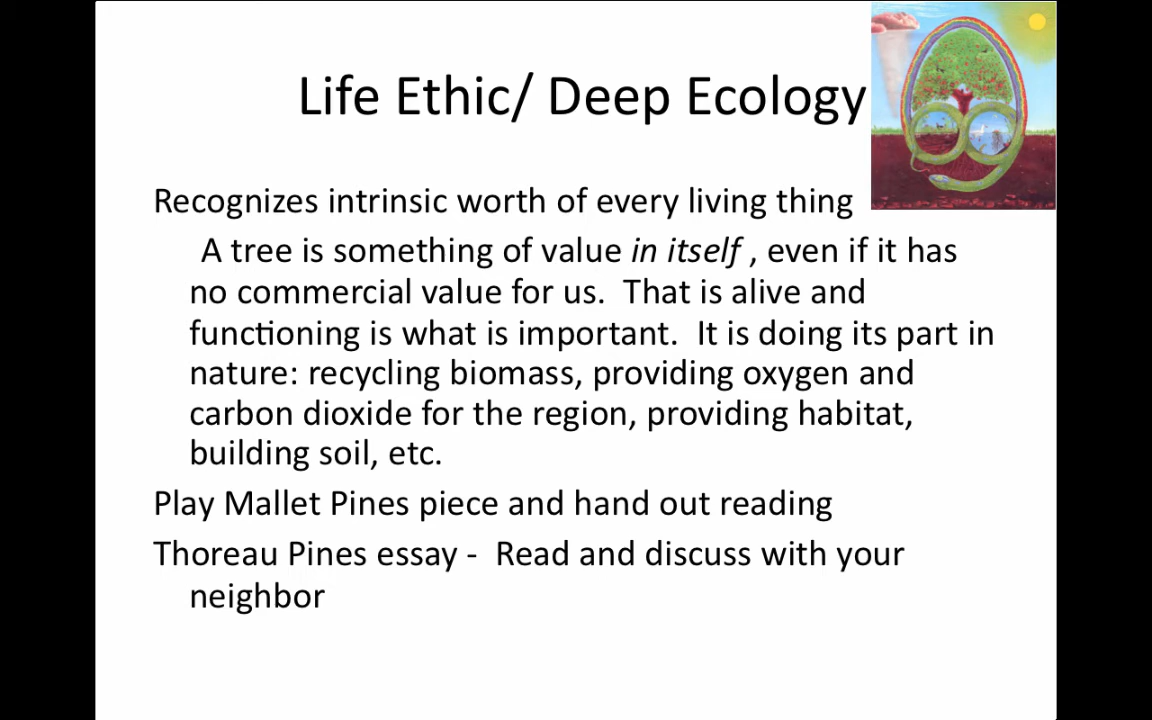 Life Ethic/ Deep Ecology
Recognizes intrinsic worth of every living thing
A tree is something of value in itself , even if it has
no commercial value for us.  That is alive and
functioning is what is important.  It is doing its part in
nature: recycling biomass, providing oxygen and
carbon dioxide for the region, providing habitat,
building soil, etc.
Play Mallet Pines piece and hand out reading
Thoreau Pines essay -  Read and discuss with your
neighbor